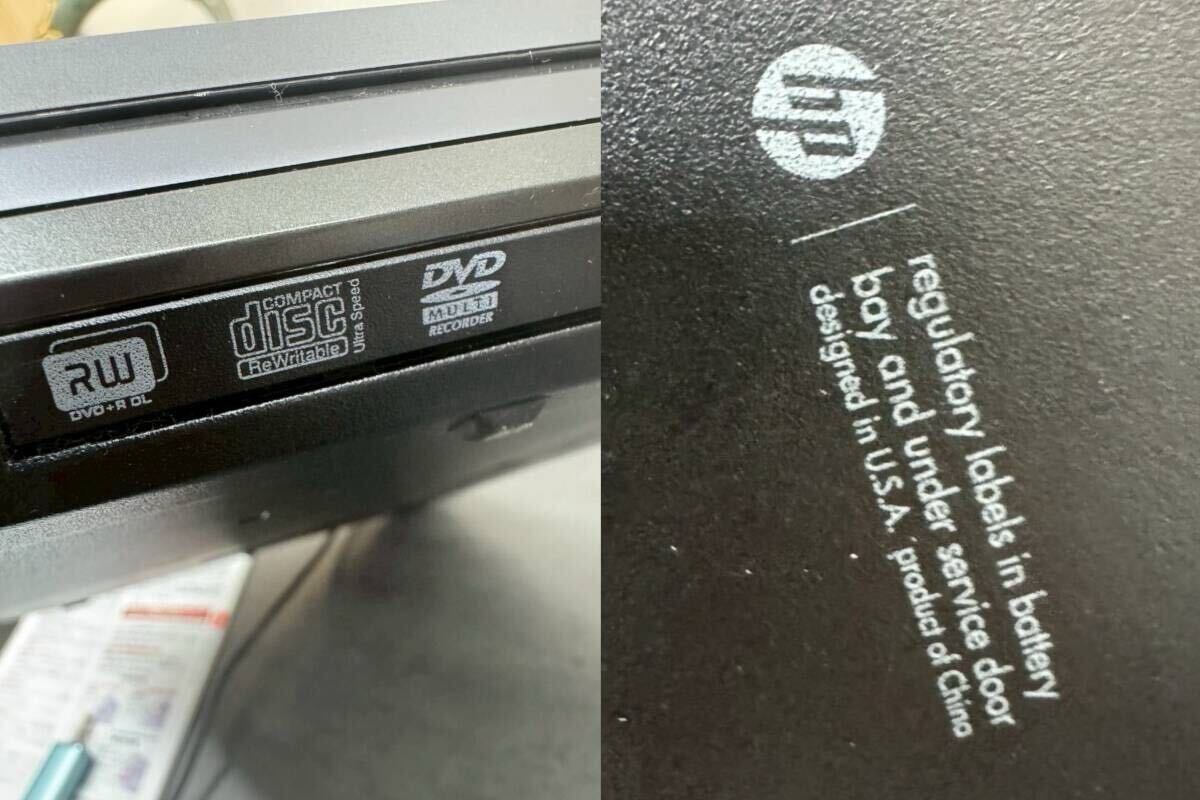 RW
DVD+R DL
COMPACT
disc
ReWritable
Ultra Speed
DVD
MULTI
RECORDER
hp
regulatory labels in battery
bay and under service door
designed in U.S.A. product of China